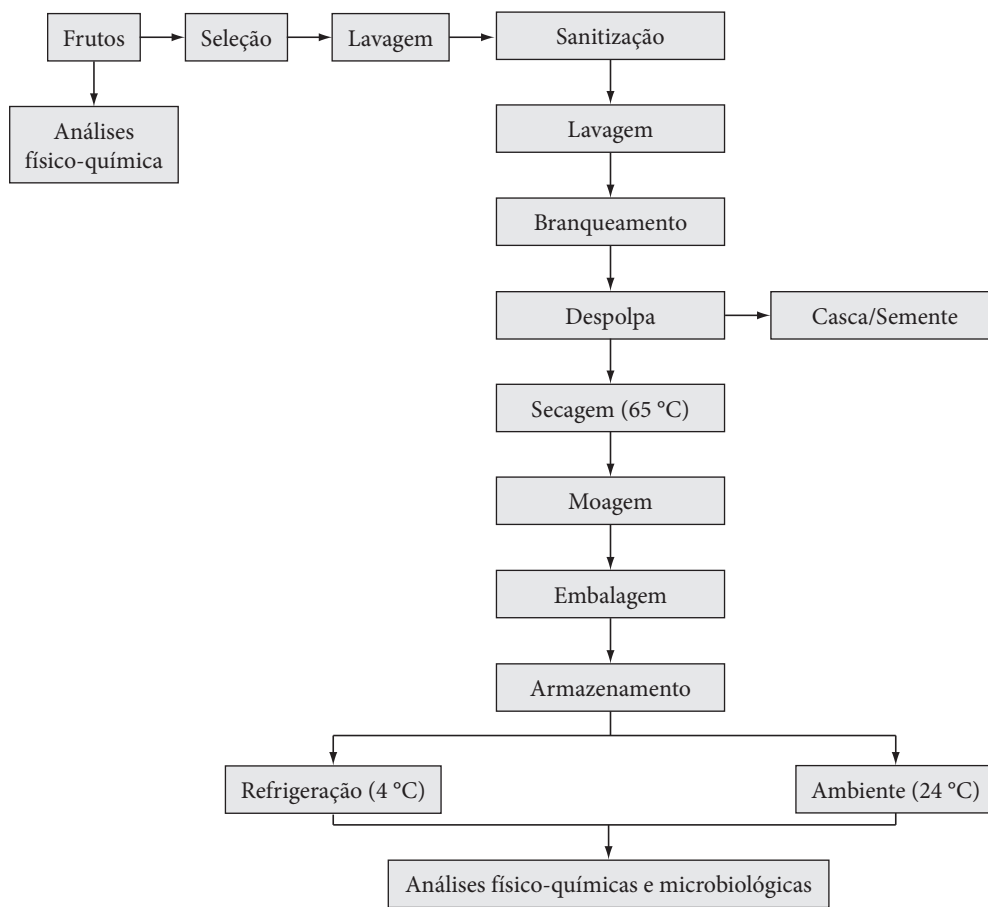 Frutos
Seleção
Lavagem
Sanitização
Análises
físico-química
Lavagem
Branqueamento
Despolpa
Casca/Semente
Secagem (65 °C)
Moagem
Embalagem
Armazenamento
Refrigeração (4 °C)
Ambiente (24 °C)
Análises físico-químicas e microbiológicas